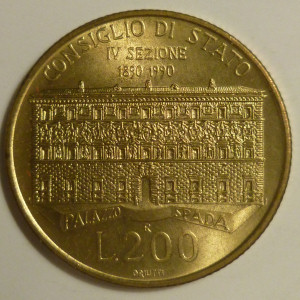 CONSIGLIO DI STATO
IV SEZIONE
1890-1990
PALAZZO SPADA
R
L.200